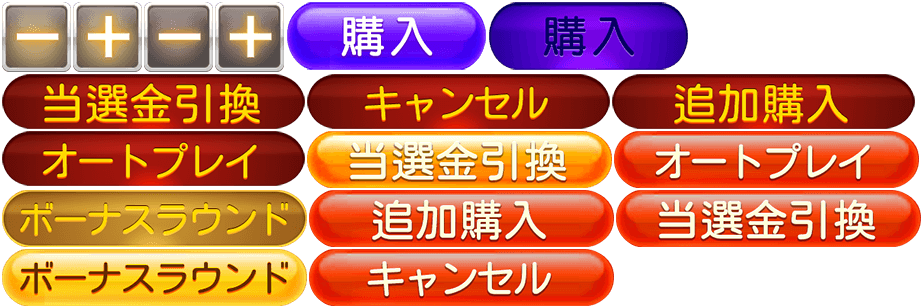 − + − + 購入 購入
当選金引換 キャンセル 追加購入
オートプレイ 当選金引換 オートプレイ
ボーナスラウンド 追加購入 当選金引換
ボーナスラウンド キャンセル